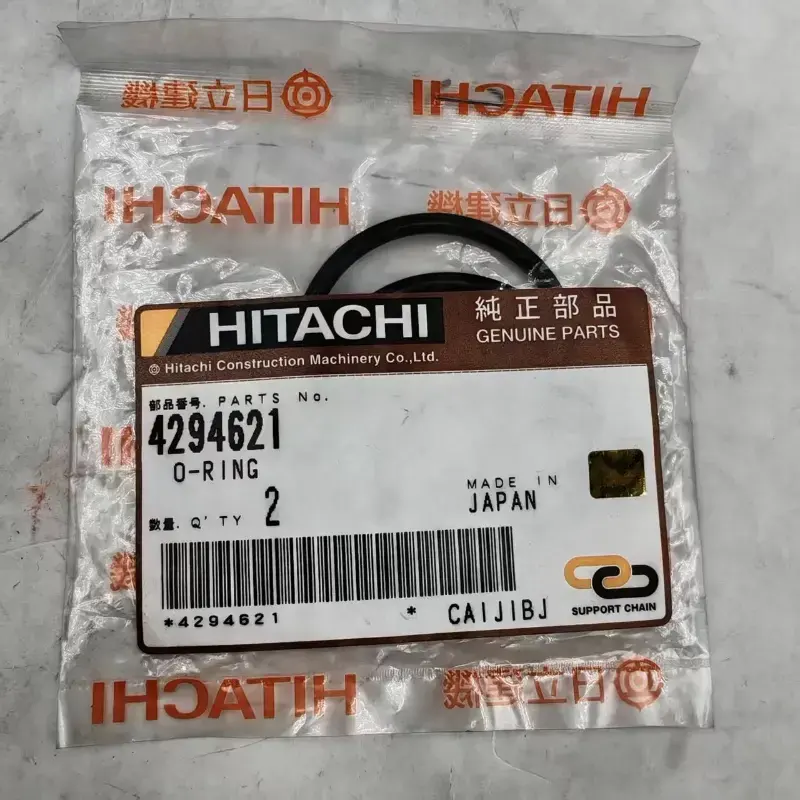 日立建機 HITACHI
HITACHI 日立建機
HITACHI 純正部品
GENUINE PARTS
Hitachi Construction Machinery Co.,Ltd.
部品番号. PARTS No.
4294621
O-RING
数量. Q'TY 2
MADE IN
JAPAN
*4294621 * CAIJIBJ
SUPPORT CHAIN
HITACHI 日立建機